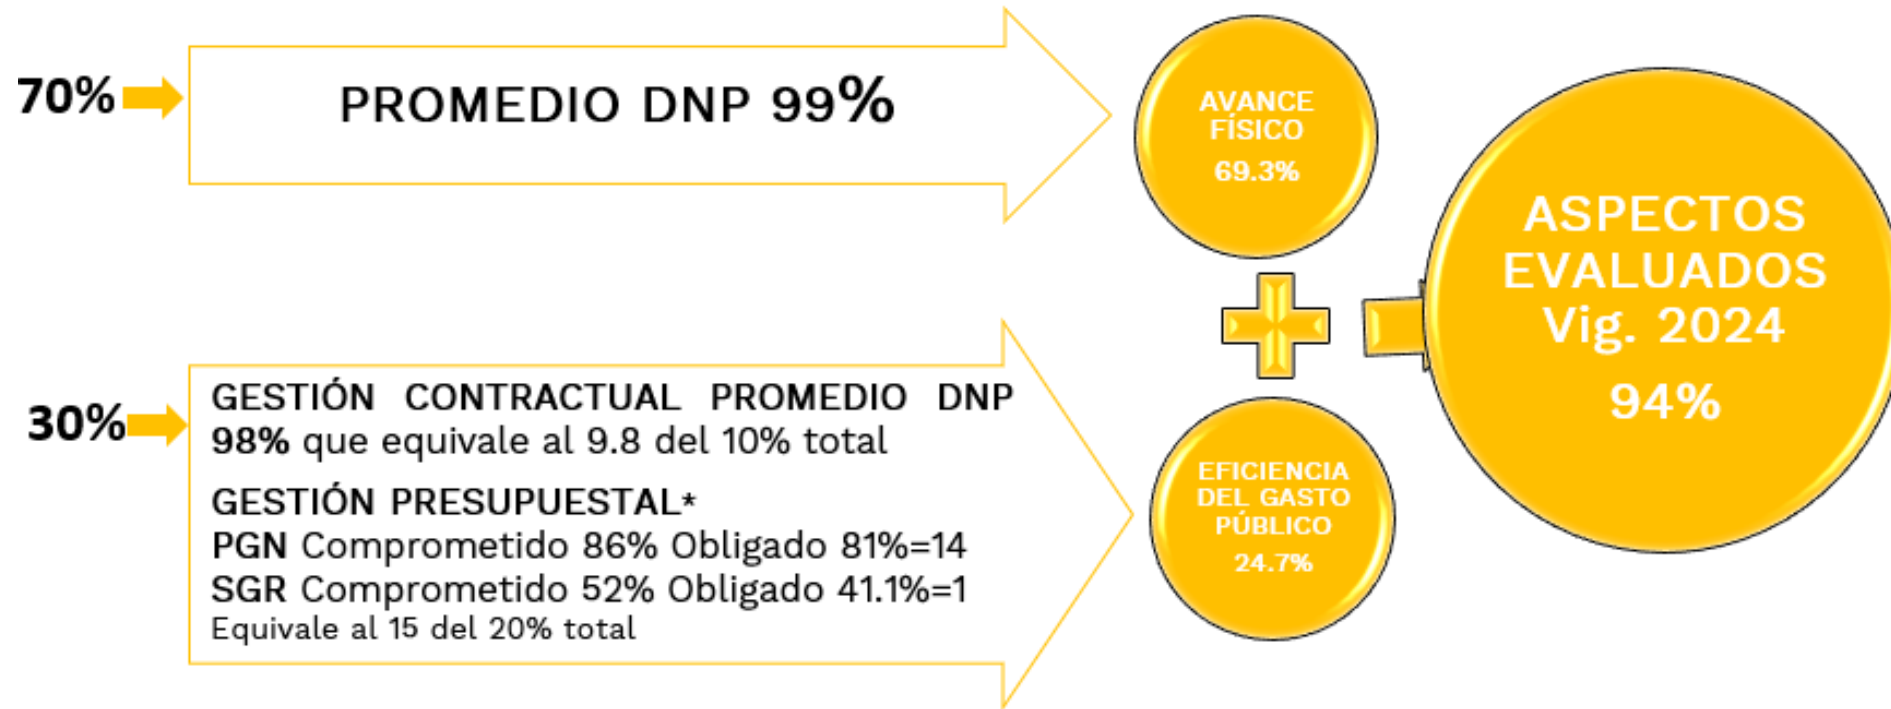 70%
PROMEDIO DNP 99%
AVANCE
FÍSICO
69.3%
30%
GESTIÓN CONTRACTUAL PROMEDIO DNP
98% que equivale al 9.8 del 10% total
GESTIÓN PRESUPUESTAL*
PGN Comprometido 86% Obligado 81%=14
SGR Comprometido 52% Obligado 41.1%=1
Equivale al 15 del 20% total
EFICIENCIA
DEL GASTO
PÚBLICO
24.7%
ASPECTOS
EVALUADOS
Vig. 2024
94%